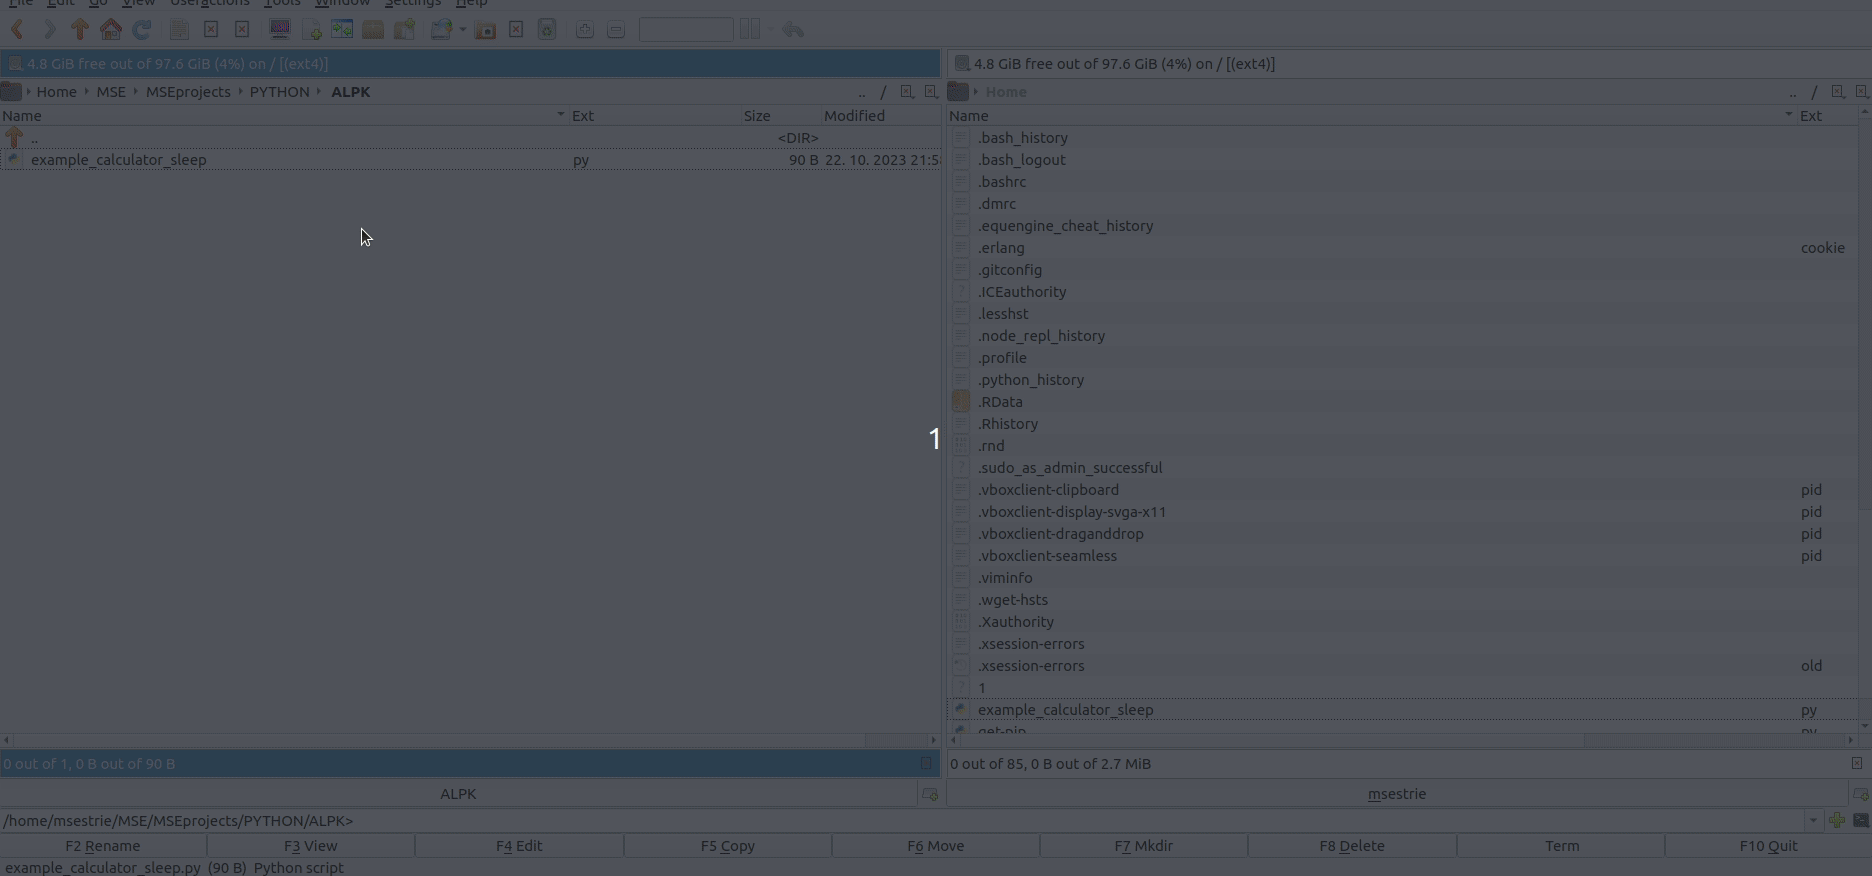 File Edit Go View Useractions Tools Window Settings Help
4.8 GiB free out of 97.6 GiB (4%) on / [(ext4)]
Home MSE MSEprojects PYTHON ALPK .. /
Name Ext Size Modified
.. <DIR>
example_calculator_sleep py 90 B 22. 10. 2023 21:5
0 out of 1, 0 B out of 90 B
ALPK
4.8 GiB free out of 97.6 GiB (4%) on / [(ext4)]
Home .. /
Name Ext
.bash_history
.bash_logout
.bashrc
.dmrc
.equengine_cheat_history
.erlang cookie
.gitconfig
.ICEauthority
.lesshst
.node_repl_history
.profile
.python_history
.RData
.Rhistory
.rnd
.sudo_as_admin_successful
.vboxclient-clipboard pid
.vboxclient-display-svga-x11 pid
.vboxclient-draganddrop pid
.vboxclient-seamless pid
.viminfo
.wget-hsts
.Xauthority
.xsession-errors
.xsession-errors old
1
example_calculator_sleep py
get-pip py
0 out of 85, 0 B out of 2.7 MiB
msestrie
1
/home/msestrie/MSE/MSEprojects/PYTHON/ALPK>
F2 Rename F3 View F4 Edit F5 Copy F6 Move F7 Mkdir F8 Delete Term F10 Quit
example_calculator_sleep.py (90 B) Python script